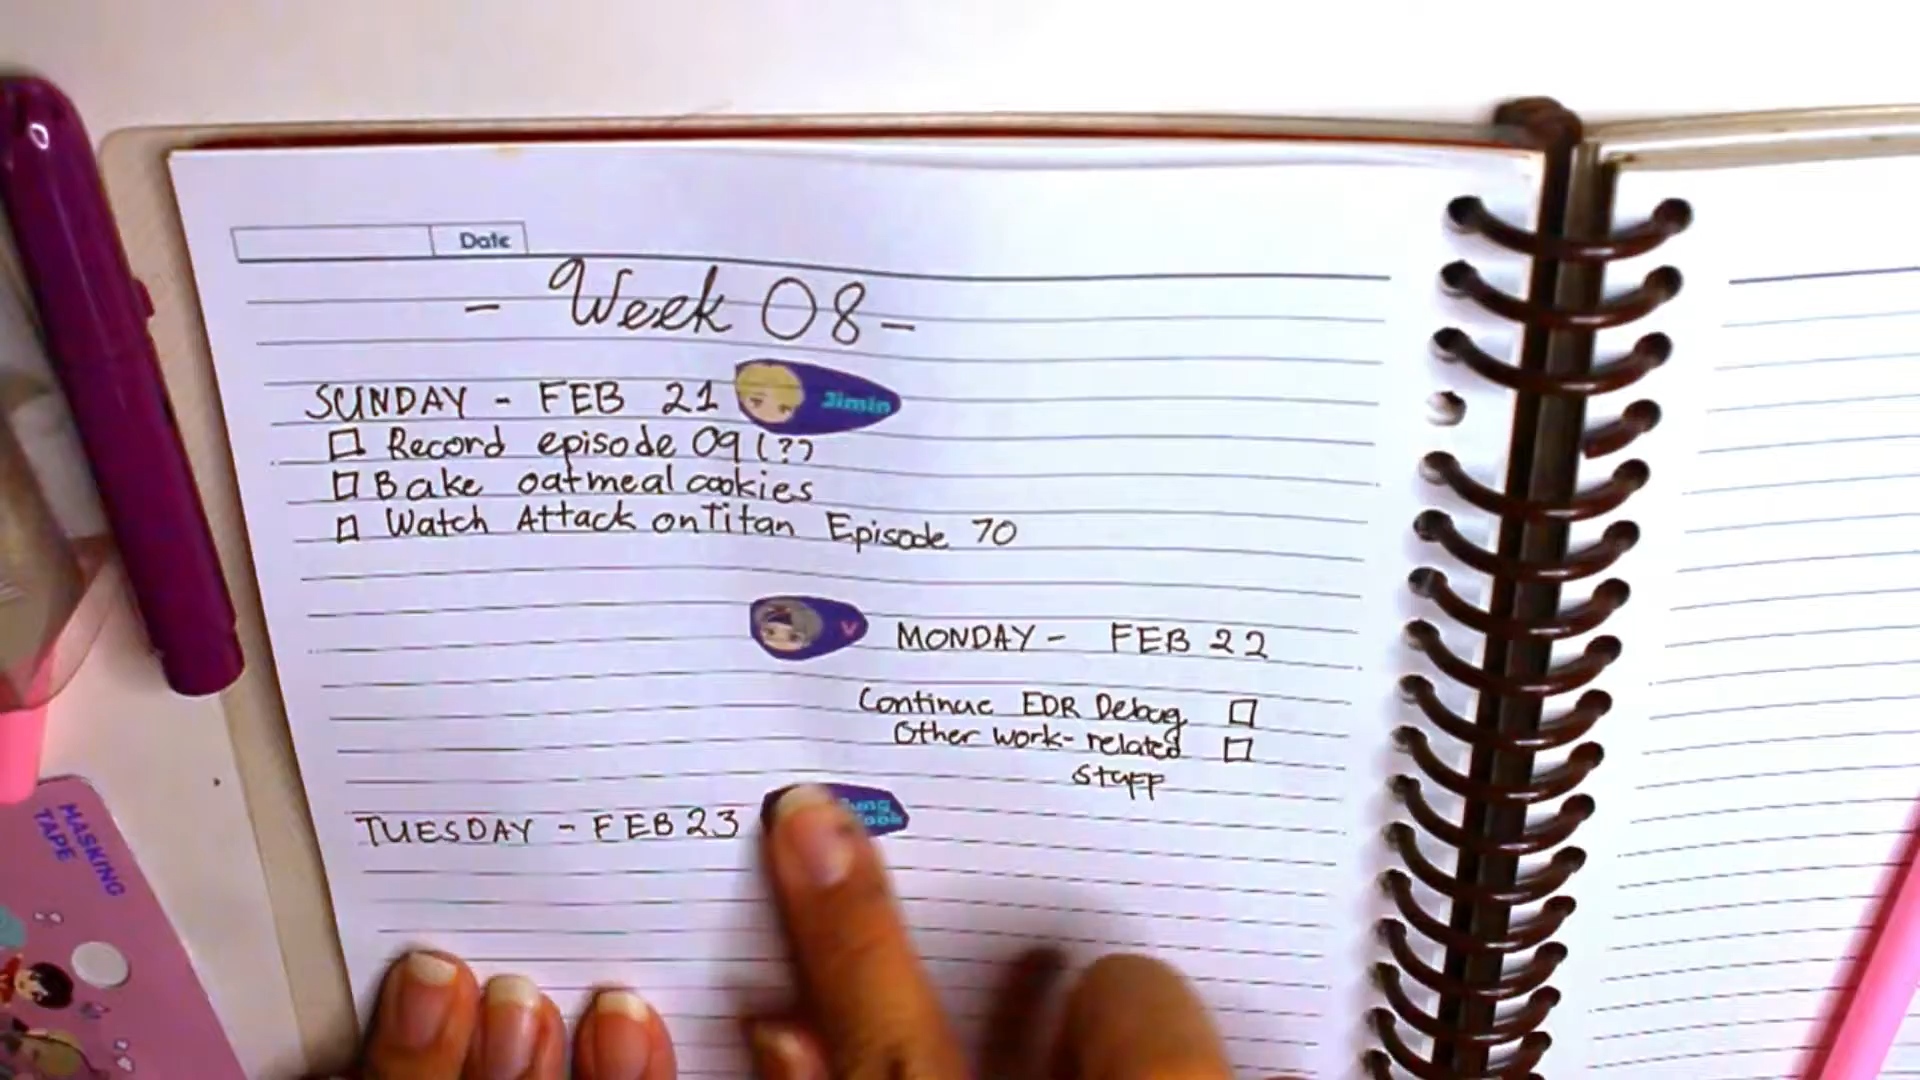 Date
- Week 08 -
SUNDAY - FEB 21 Jimin
Record episode 09 (??)
Bake oatmeal cookies
Watch Attack on Titan Episode 70
V MONDAY - FEB 22
Continue EDR Debug
Other work-related
staff
TUESDAY - FEB 23
MASKING
TAPE